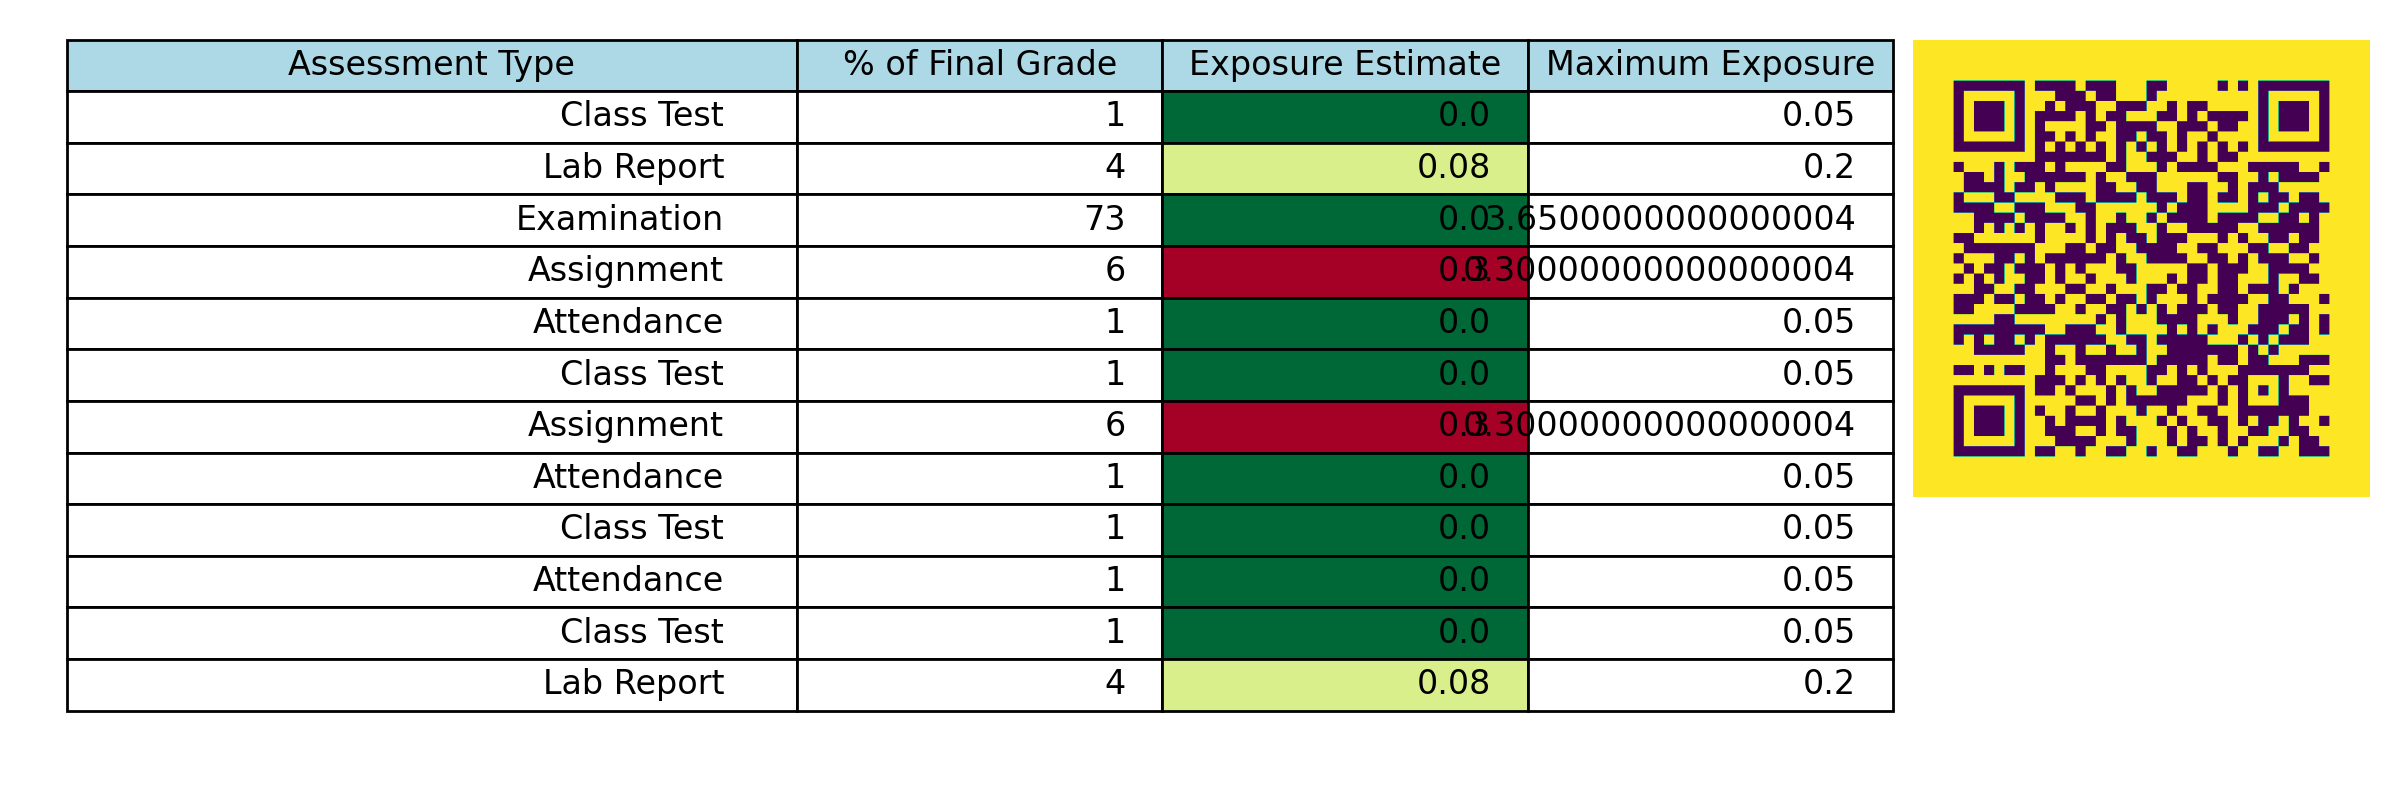 Assessment Type % of Final Grade Exposure Estimate Maximum Exposure
Class Test 1 0.0 0.05
Lab Report 4 0.08 0.2
Examination 73 0.0 3.6500000000000004
Assignment 6 0.3 0.30000000000000004
Attendance 1 0.0 0.05
Class Test 1 0.0 0.05
Assignment 6 0.3 0.30000000000000004
Attendance 1 0.0 0.05
Class Test 1 0.0 0.05
Attendance 1 0.0 0.05
Class Test 1 0.0 0.05
Lab Report 4 0.08 0.2